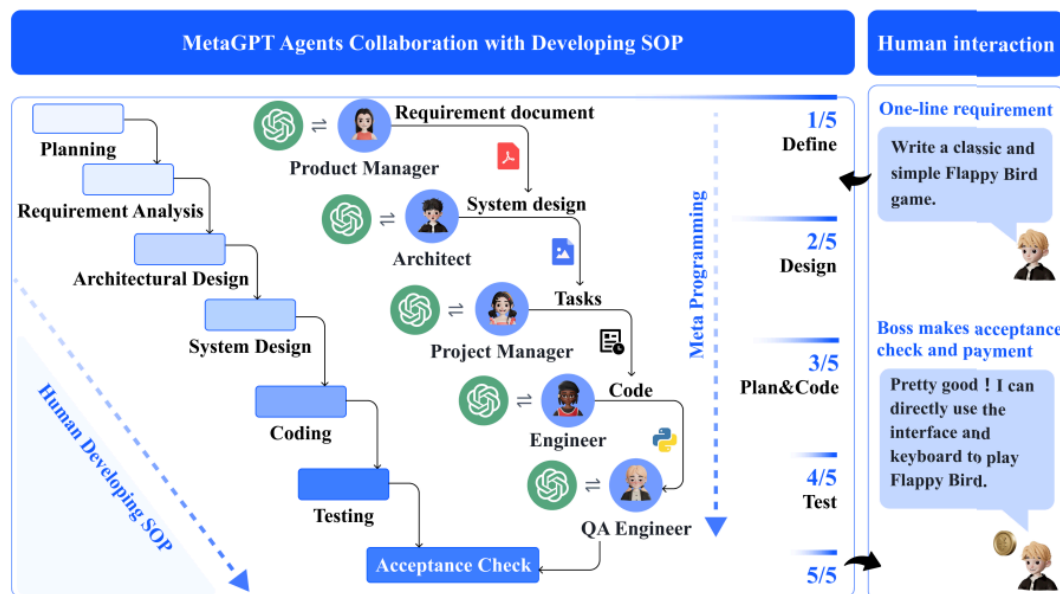 MetaGPT Agents Collaboration with Developing SOP
Human interaction
Planning
Requirement Analysis
Architectural Design
System Design
Coding
Testing
Acceptance Check
Human Developing SOP
Requirement document
Product Manager
System design
Architect
Tasks
Project Manager
Code
Engineer
QA Engineer
Meta Programming
1/5
Define
2/5
Design
3/5
Plan&Code
4/5
Test
5/5
One-line requirement
Write a classic and
simple Flappy Bird
game.
Boss makes acceptance
check and payment
Pretty good ! I can
directly use the
interface and
keyboard to play
Flappy Bird.